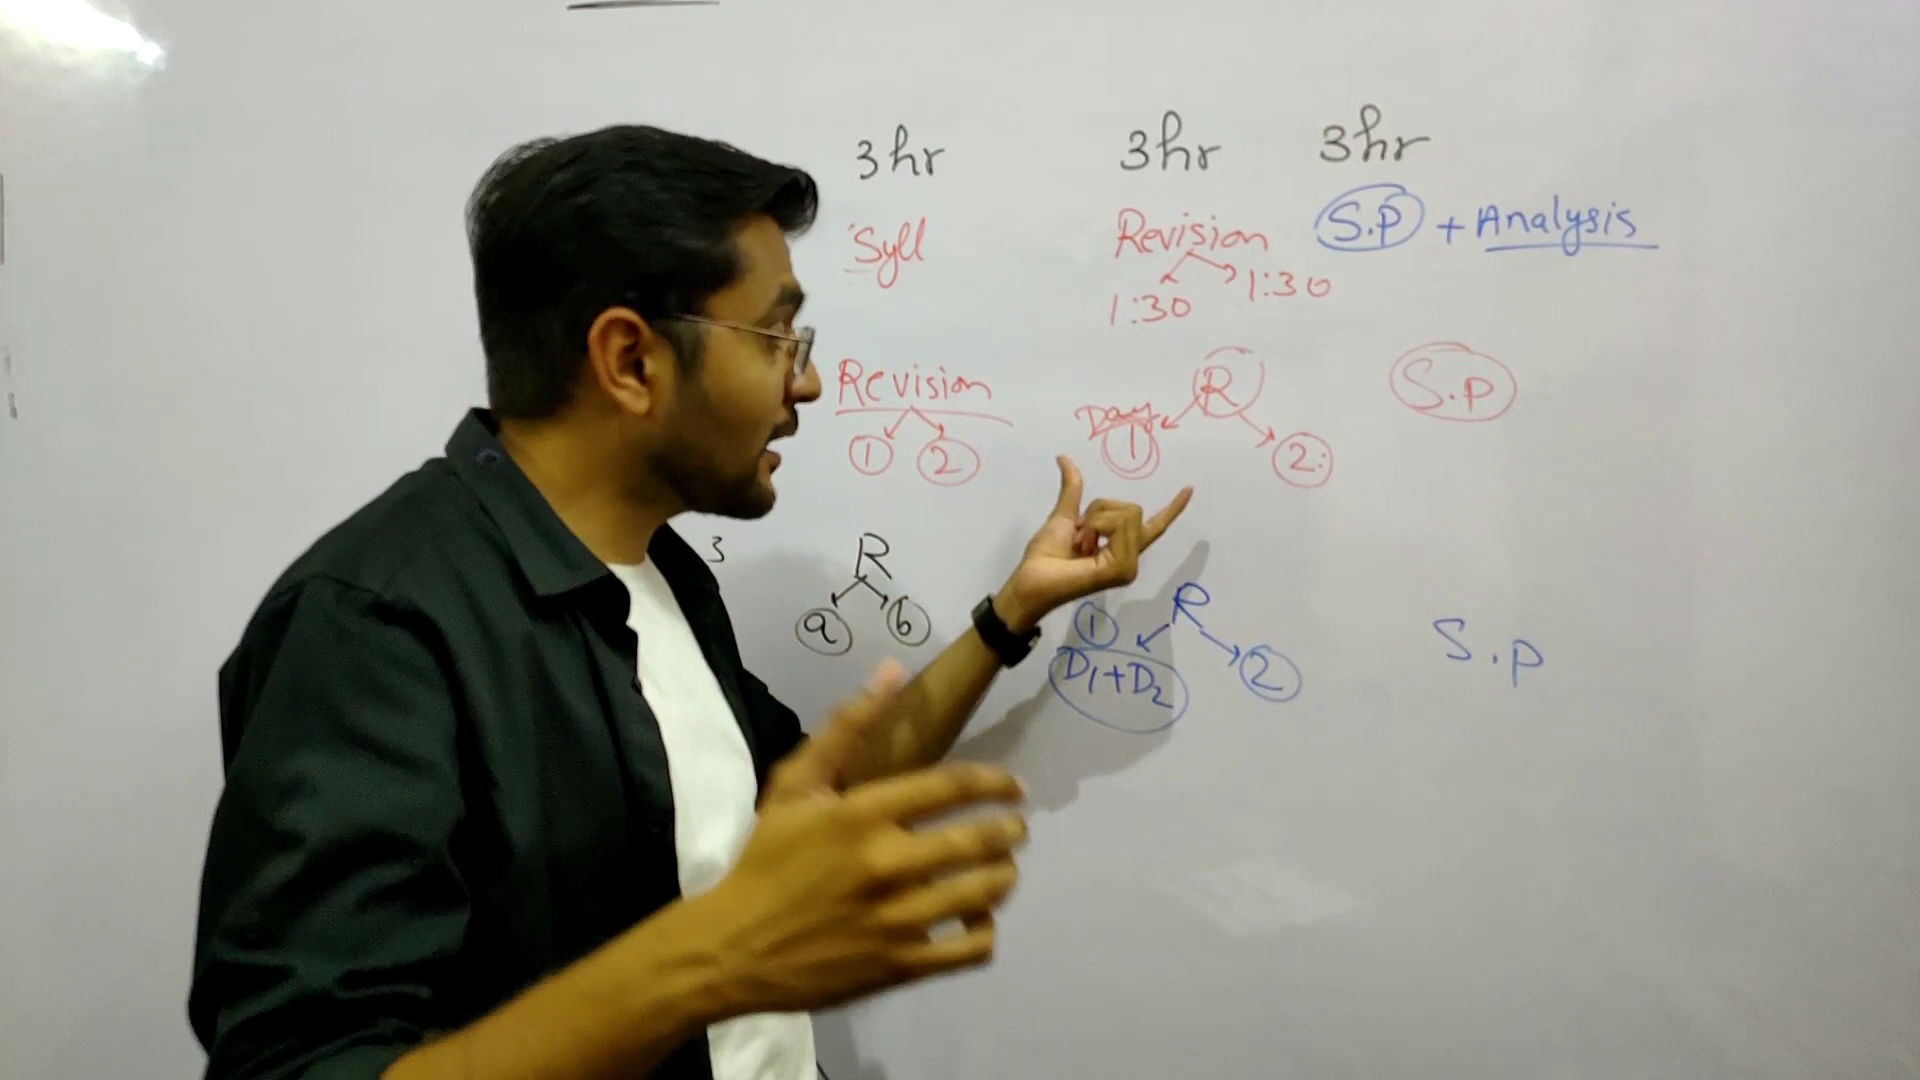 3hr 3hr 3hr
Syll Revision S.P + Analysis
1:30 1:30
Revision R S.P
Day
1 2 1 2:
3 R R
a 6 1
D1+D2 2 S.P